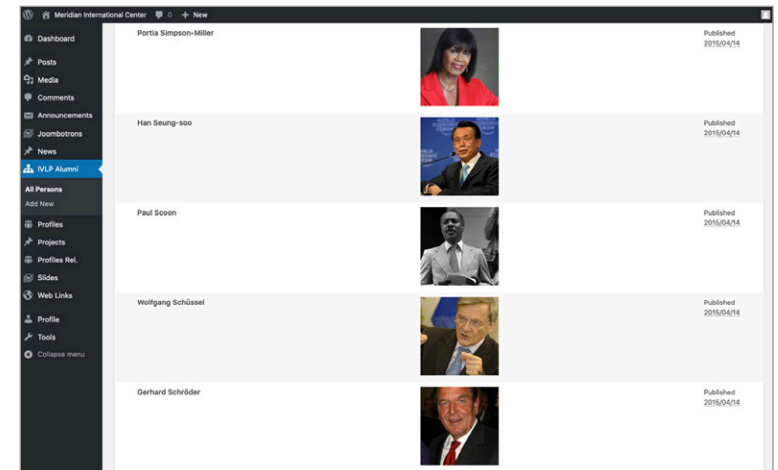 Meridian International Center 0 + New
Dashboard
Posts
Media
Comments
Announcements
Joombotrons
News
IVLP Alumni
All Persons
Add New
Profiles
Projects
Profiles Rel.
Slides
Web Links
Profile
Tools
Collapse menu
Portia Simpson-Miller
Published
2015/04/14
Han Seung-soo
Published
2015/04/14
Paul Scoon
Published
2015/04/14
Wolfgang Schüssel
Published
2015/04/14
Gerhard Schröder
Published
2015/04/14